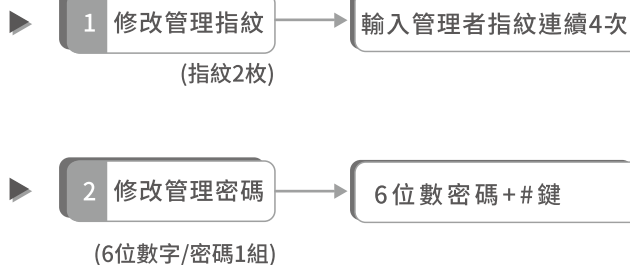 1 修改管理指紋 輸入管理者指紋連續4次
(指紋2枚)
2 修改管理密碼 6位數密碼+#鍵
(6位數字/密碼1組)